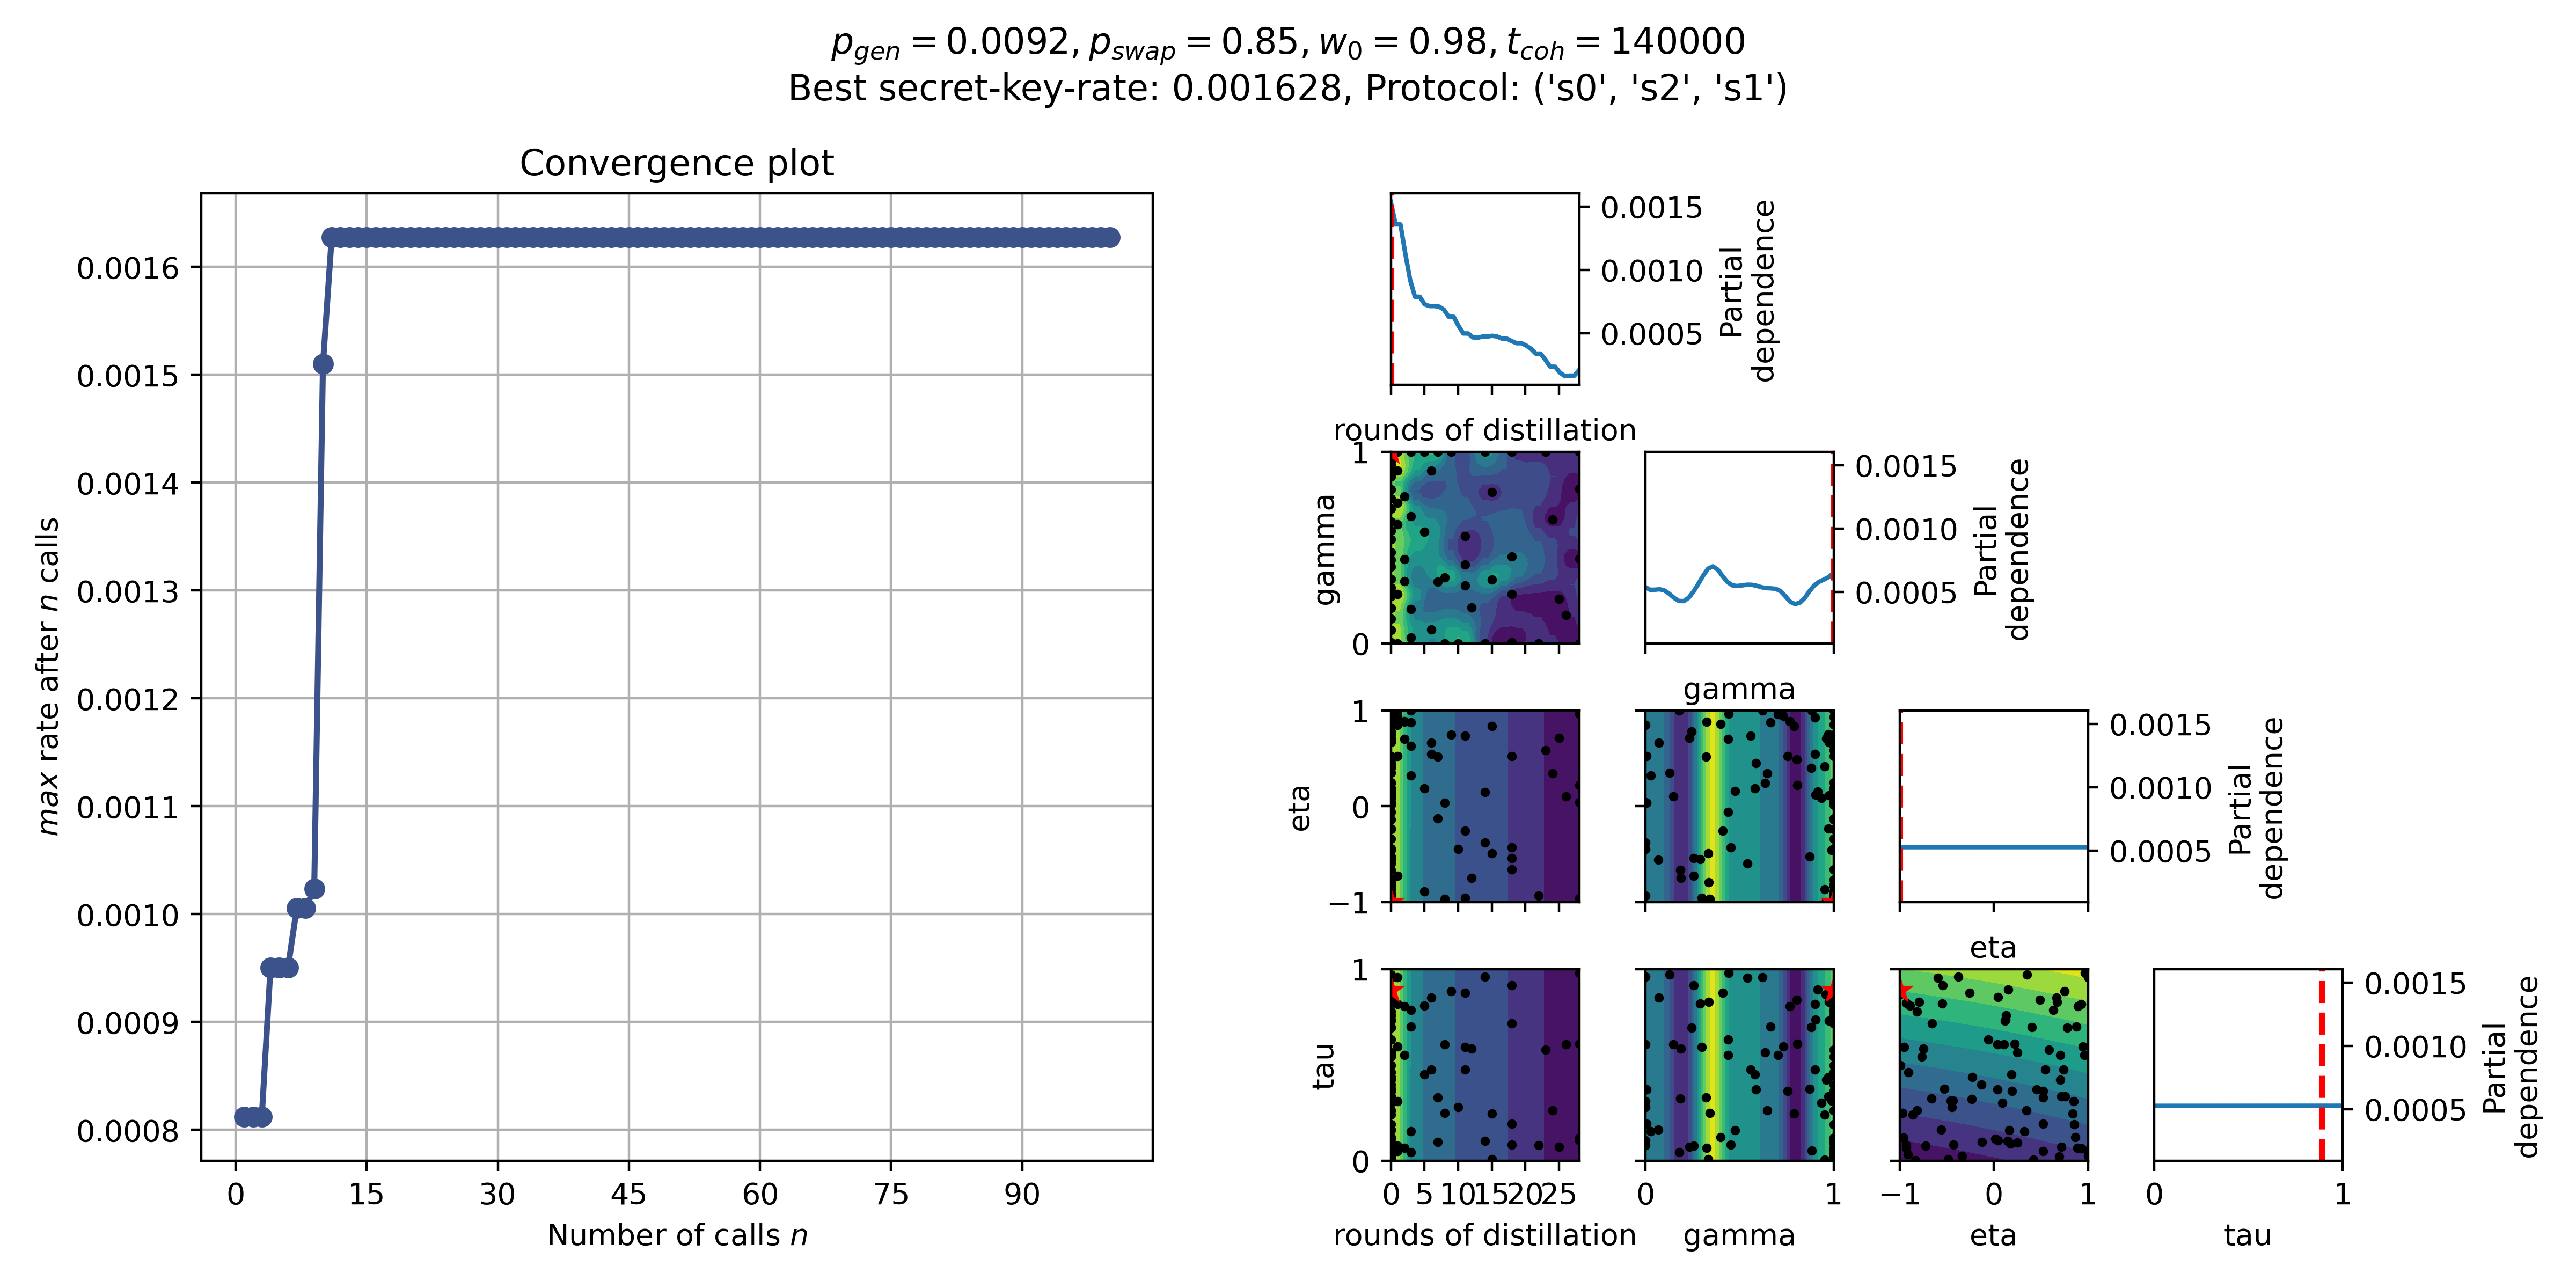 p_gen = 0.0092, p_swap = 0.85, w_0 = 0.98, t_coh = 140000
Best secret-key-rate: 0.001628, Protocol: ('s0', 's2', 's1')
Convergence plot
0.0016
0.0015
0.0014
0.0013
0.0012
0.0011
0.0010
0.0009
0.0008
max rate after n calls
0 15 30 45 60 75 90
Number of calls n
0.0015
0.0010
0.0005
Partial
dependence
rounds of distillation
1
0
gamma
0.0015
0.0010
0.0005
Partial
dependence
gamma
1
0
−1
eta
0.0015
0.0010
0.0005
Partial
dependence
eta
1
0
tau
0.0015
0.0010
0.0005
Partial
dependence
0 5 10 15 20 25
rounds of distillation
0 1
gamma
−1 0 1
eta
0 1
tau